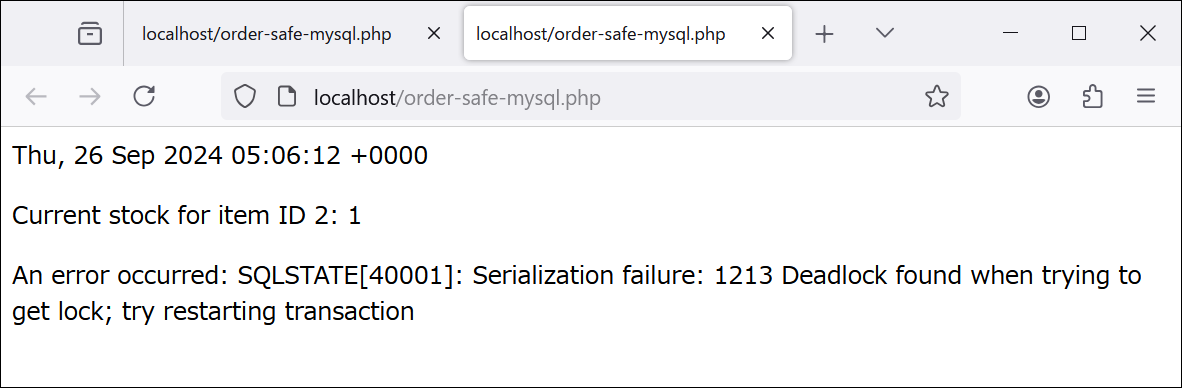 localhost/order-safe-mysql.php
localhost/order-safe-mysql.php
localhost/order-safe-mysql.php
Thu, 26 Sep 2024 05:06:12 +0000
Current stock for item ID 2: 1
An error occurred: SQLSTATE[40001]: Serialization failure: 1213 Deadlock found when trying to
get lock; try restarting transaction